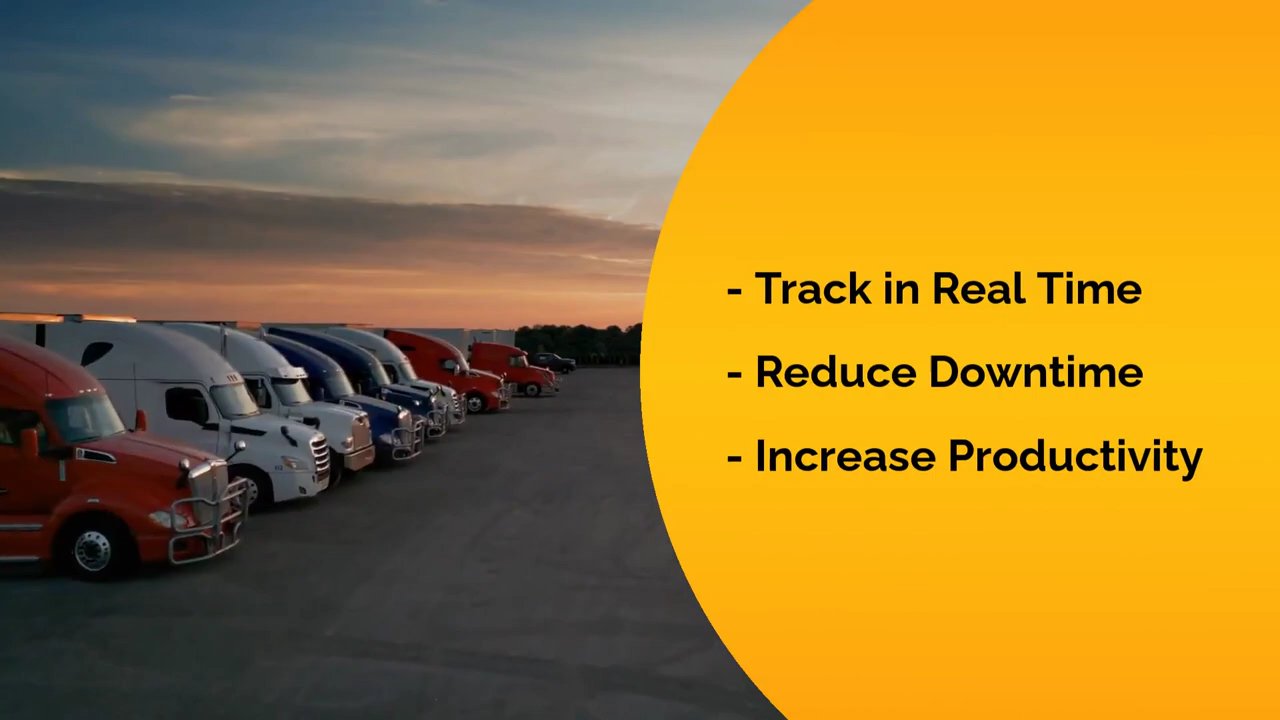 - Track in Real Time
- Reduce Downtime
- Increase Productivity